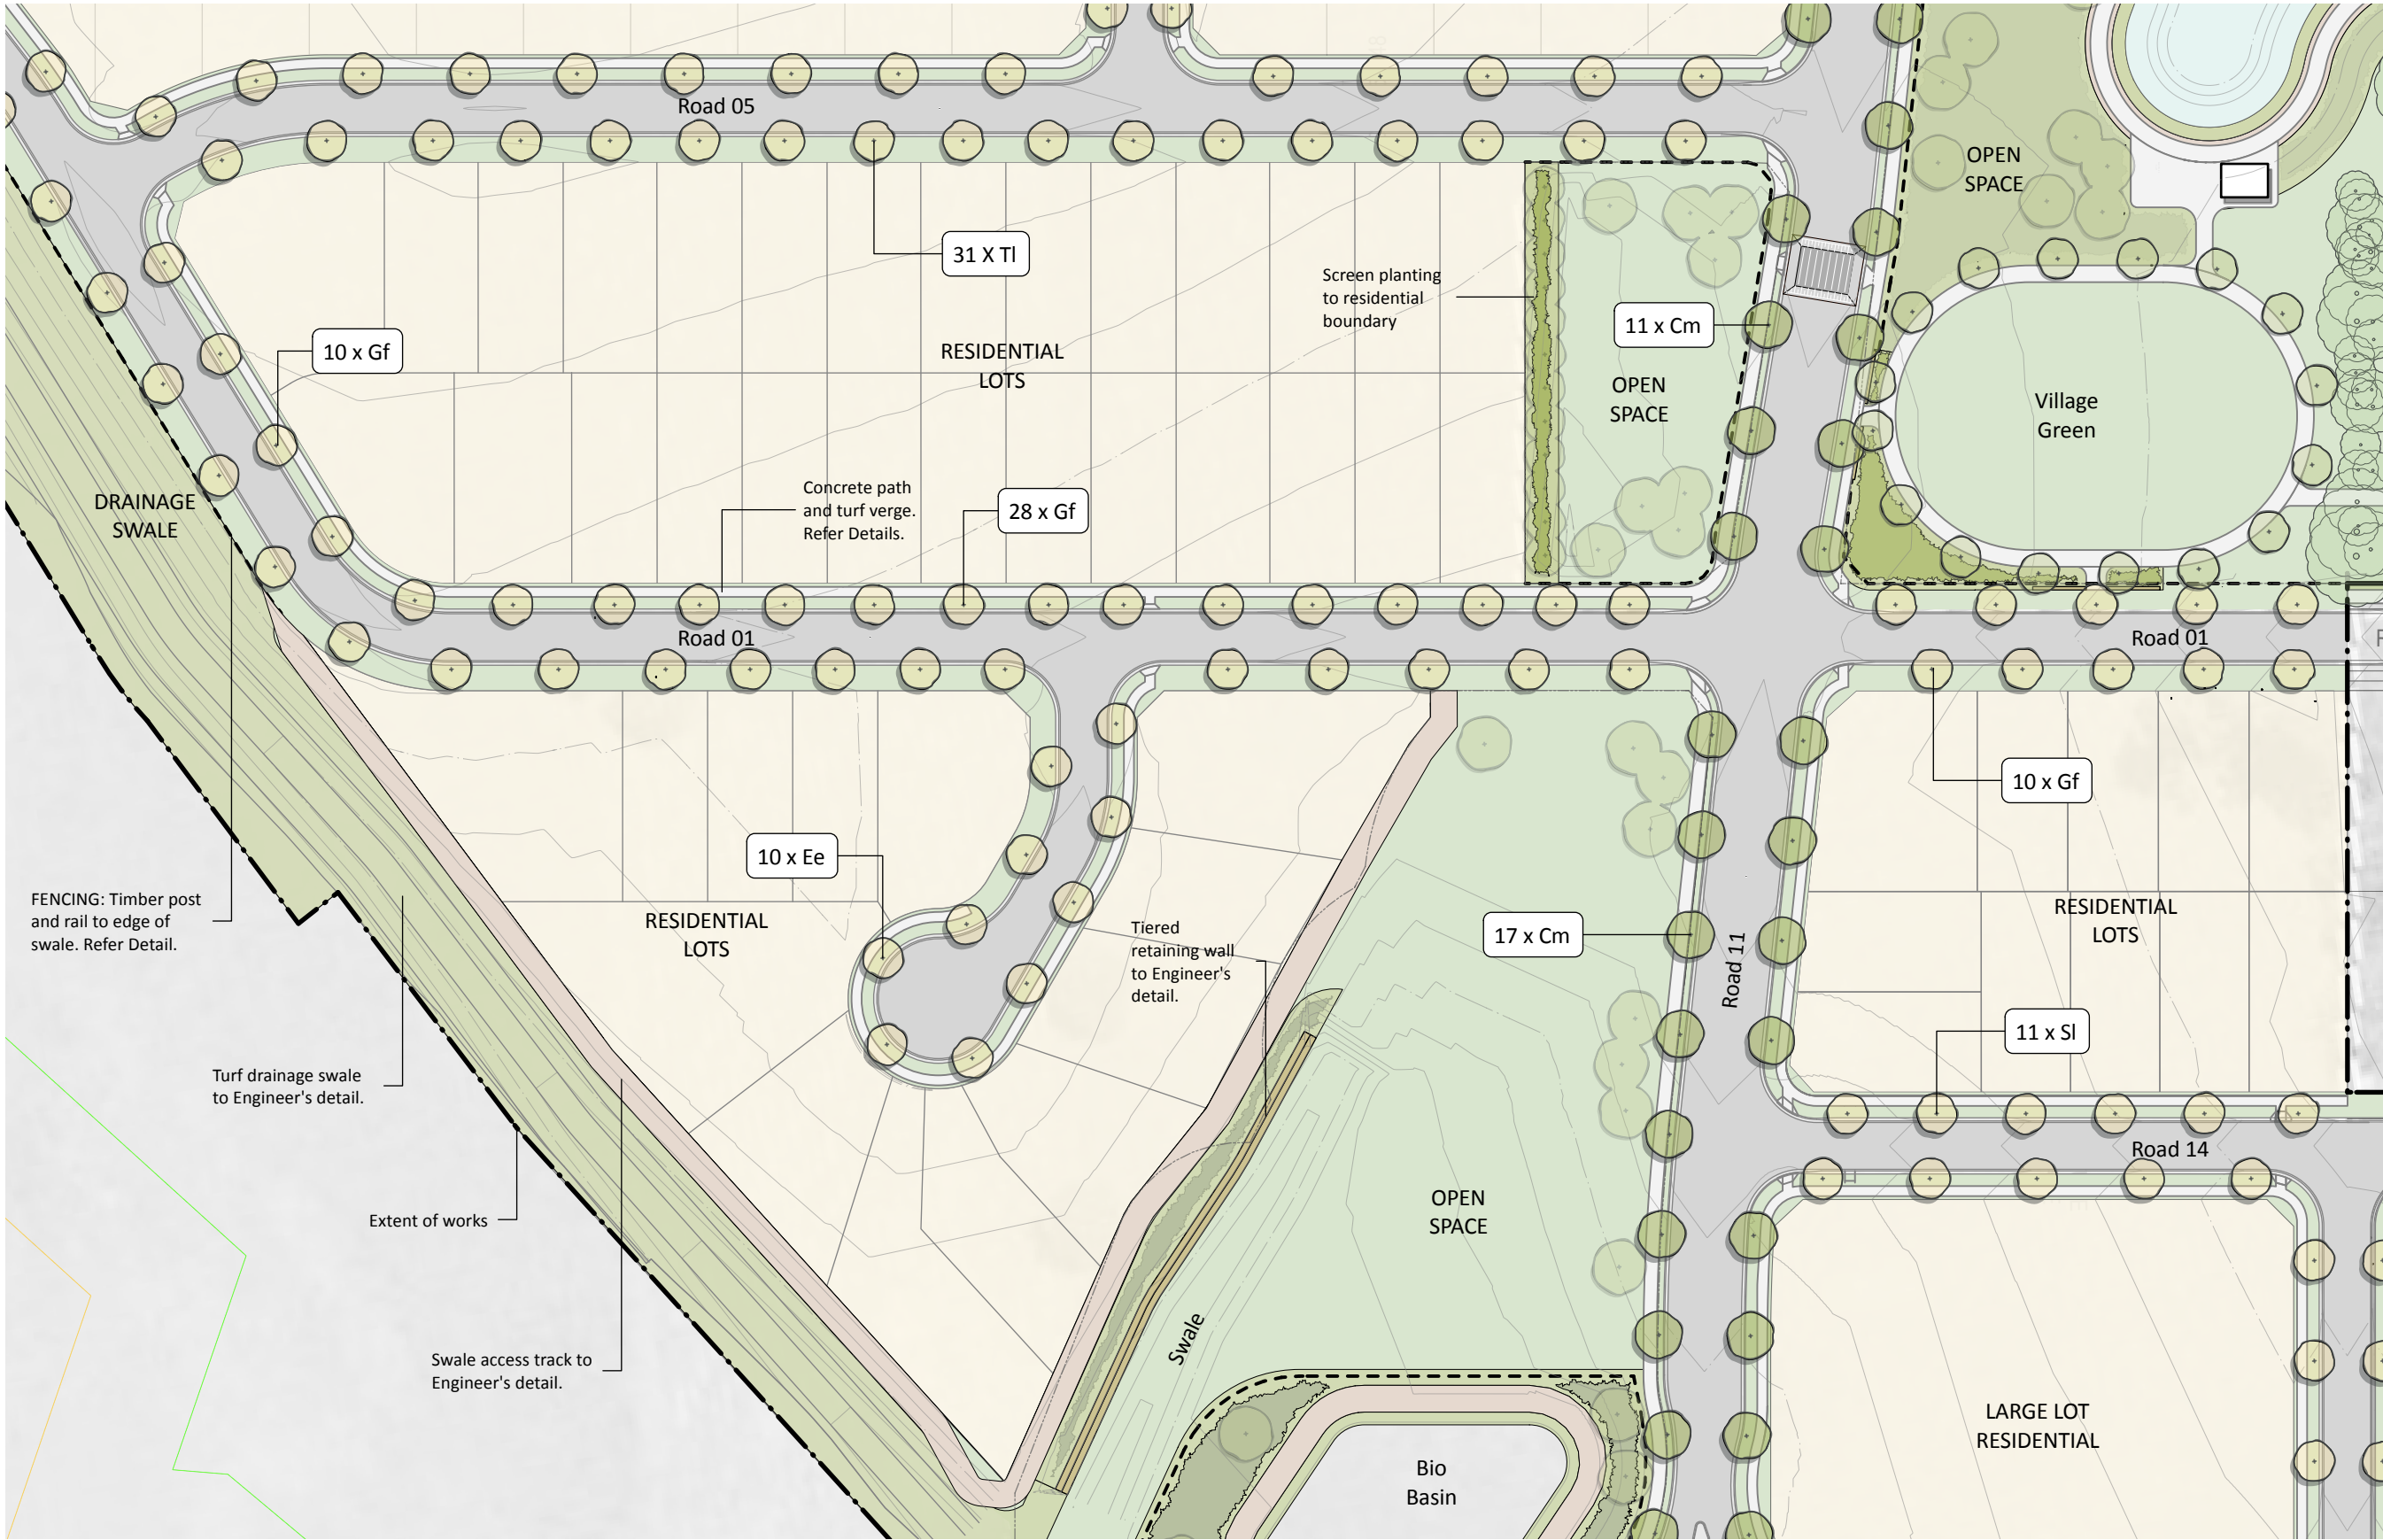 Road 05
OPEN
SPACE
31 X Tl
Screen planting
to residential
boundary
11 x Cm
10 x Gf
RESIDENTIAL
LOTS
OPEN
SPACE
Village
Green
DRAINAGE
SWALE
Concrete path
and turf verge.
Refer Details.
28 x Gf
Road 01
Road 01
10 x Gf
10 x Ee
FENCING: Timber post
and rail to edge of
swale. Refer Detail.
RESIDENTIAL
LOTS
Tiered
retaining wall
to Engineer's
detail.
17 x Cm
Road 11
RESIDENTIAL
LOTS
11 x Sl
Turf drainage swale
to Engineer's detail.
Road 14
Extent of works
OPEN
SPACE
Swale
Swale access track to
Engineer's detail.
LARGE LOT
RESIDENTIAL
Bio
Basin